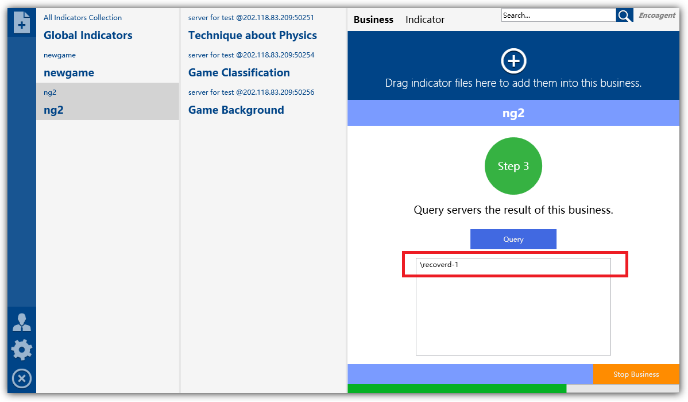 All Indicators Collection
Global Indicators
newgame
newgame
ng2
ng2
server for test @202.118.83.209:50251
Technique about Physics
server for test @202.118.83.209:50254
Game Classification
server for test @202.118.83.209:50256
Game Background
Business Indicator
Search...
Encoagent
Drag indicator files here to add them into this business.
ng2
Step 3
Query servers the result of this business.
Query
\recoverd-1
Stop Business